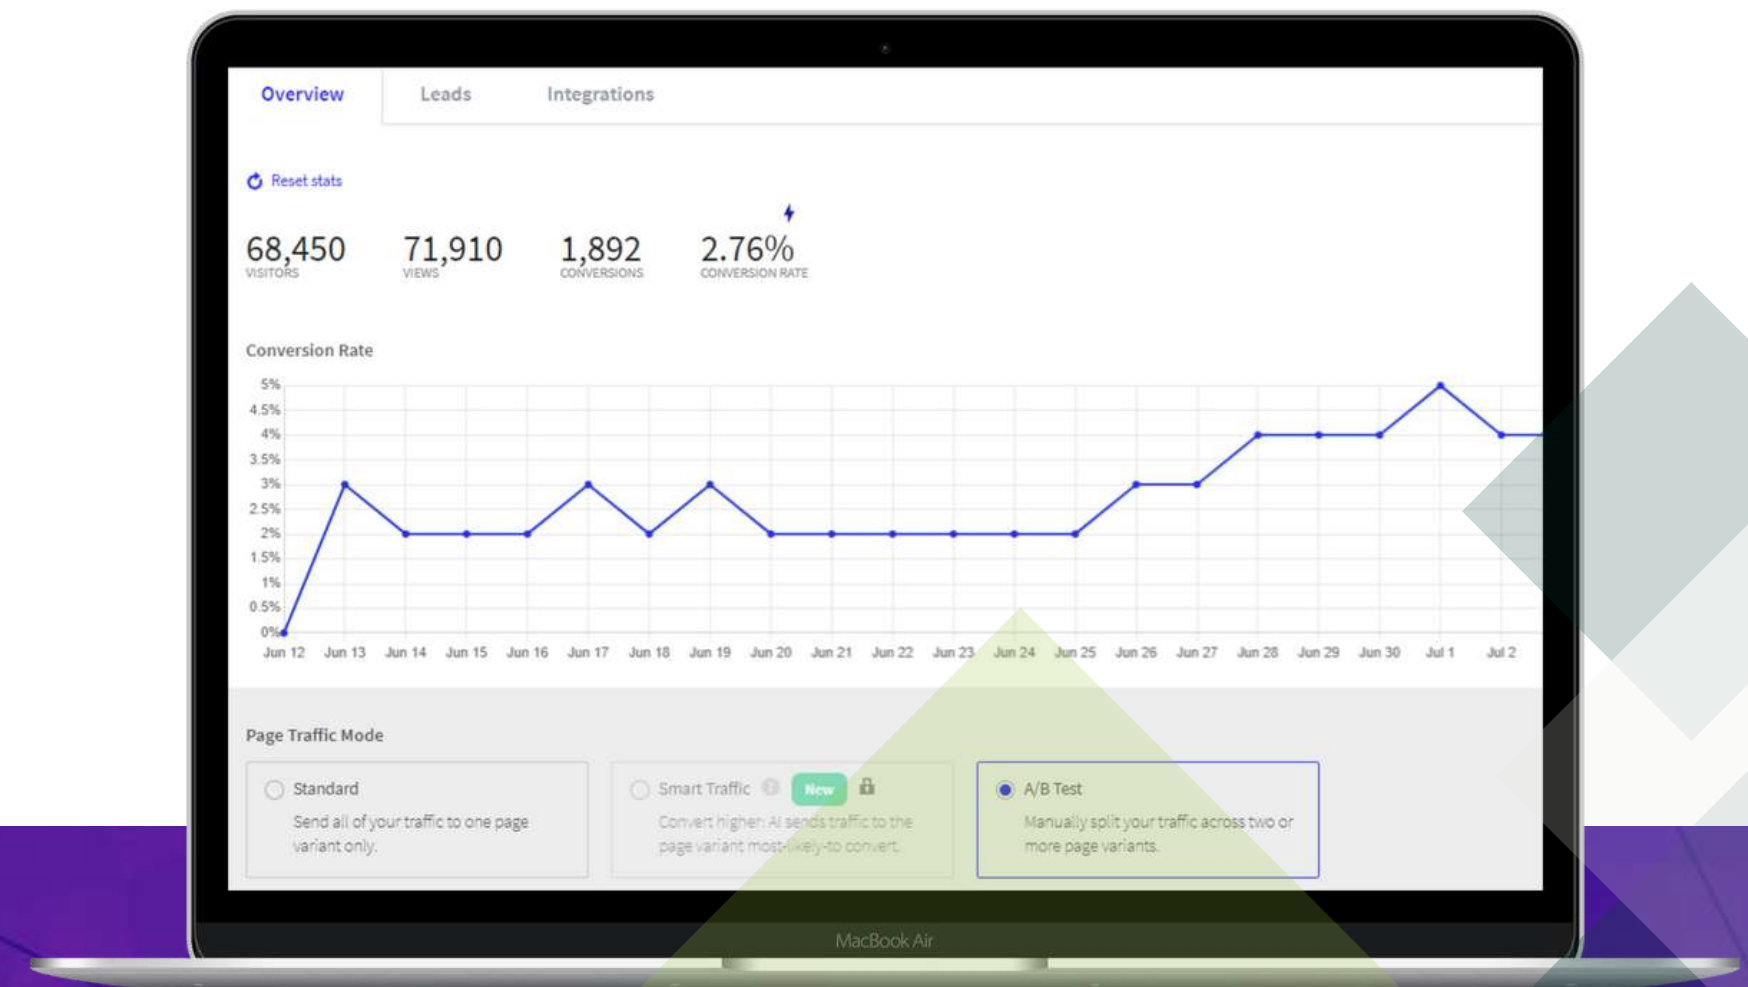 Overview Leads Integrations
Reset stats
68,450 71,910 1,892 2.76%
VISITORS VIEWS CONVERSIONS CONVERSION RATE
Conversion Rate
5%
4.5%
4%
3.5%
3%
2.5%
2%
1.5%
1%
0.5%
0%
Jun 12 Jun 13 Jun 14 Jun 15 Jun 16 Jun 17 Jun 18 Jun 19 Jun 20 Jun 21 Jun 22 Jun 23 Jun 24 Jun 25 Jun 26 Jun 27 Jun 28 Jun 29 Jun 30 Jul 1 Jul 2
Page Traffic Mode
Standard
Send all of your traffic to one page
variant only.
Smart Traffic ? New
Convert higher: AI sends traffic to the
page variant most-likely-to convert.
A/B Test
Manually split your traffic across two or
more page variants.
MacBook Air